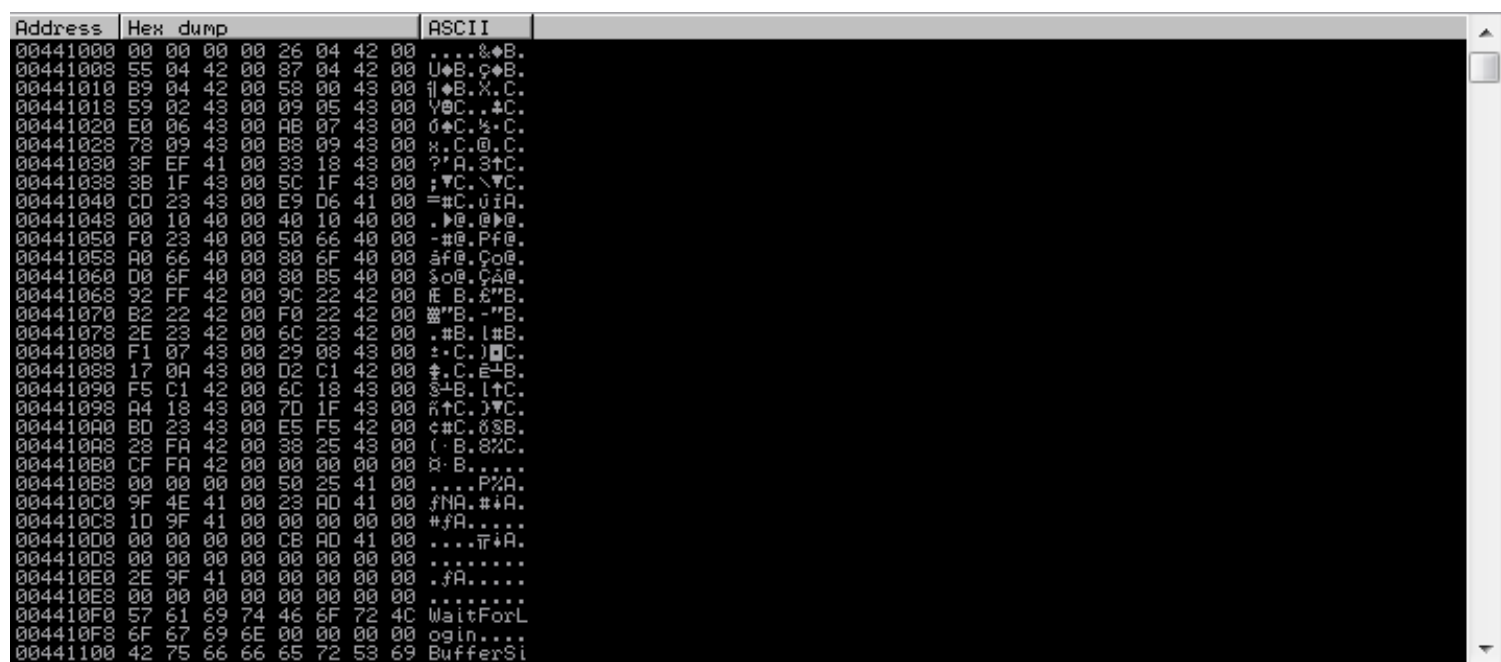 Address Hex dump ASCII
00441000 00 00 00 00 26 04 42 00 ....&♦B.
00441008 55 04 42 00 87 04 42 00 U♦B.ç♦B.
00441010 B9 04 42 00 58 00 43 00 ╣♦B.X.C.
00441018 59 02 43 00 09 05 43 00 Y☻C..♣C.
00441020 E0 06 43 00 AB 07 43 00 ó♠C.½·C.
00441028 78 09 43 00 B8 09 43 00 x.C.©.C.
00441030 3F EF 41 00 33 18 43 00 ?'A.3↑C.
00441038 3B 1F 43 00 5C 1F 43 00 ;▼C.\▼C.
00441040 CD 23 43 00 E9 D6 41 00 =#C.úíA.
00441048 00 10 40 00 40 10 40 00 .►@.@►@.
00441050 F0 23 40 00 50 66 40 00 -#@.Pf@.
00441058 A0 66 40 00 80 6F 40 00 áf@.Ço@.
00441060 D0 6F 40 00 80 B5 40 00 šo@.ÇÁ@.
00441068 92 FF 42 00 9C 22 42 00 Æ B.£"B.
00441070 B2 22 42 00 F0 22 42 00 ▓"B.-"B.
00441078 2E 23 42 00 6C 23 42 00 .#B.l#B.
00441080 F1 07 43 00 29 08 43 00 ±·C.)◘C.
00441088 17 0A 43 00 D2 C1 42 00 ‡.C.Ê┴B.
00441090 F5 C1 42 00 6C 18 43 00 §┴B.l↑C.
00441098 A4 18 43 00 7D 1F 43 00 ñ↑C.}▼C.
004410A0 BD 23 43 00 E5 F5 42 00 ¢#C.õ§B.
004410A8 28 FA 42 00 38 25 43 00 (·B.8%C.
004410B0 CF FA 42 00 00 00 00 00 ¤·B.....
004410B8 00 00 00 00 50 25 41 00 ....P%A.
004410C0 9F 4E 41 00 23 AD 41 00 ƒNA.#¡A.
004410C8 1D 9F 41 00 00 00 00 00 #ƒA.....
004410D0 00 00 00 00 CB AD 41 00 ....╦¡A.
004410D8 00 00 00 00 00 00 00 00 ........
004410E0 2E 9F 41 00 00 00 00 00 .ƒA.....
004410E8 00 00 00 00 00 00 00 00 ........
004410F0 57 61 69 74 46 6F 72 4C WaitForL
004410F8 6F 67 69 6E 00 00 00 00 ogin....
00441100 42 75 66 66 65 72 53 69 BufferSi